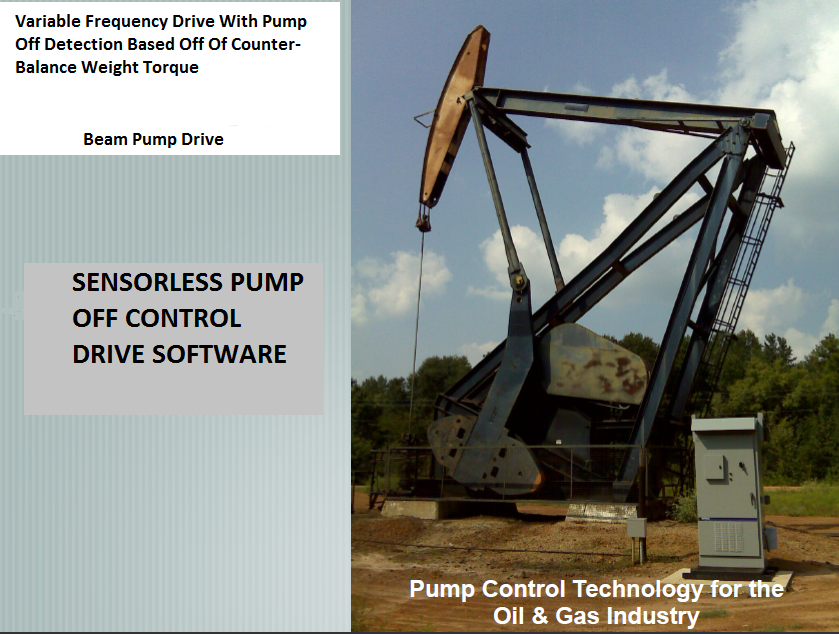 Variable Frequency Drive With Pump
Off Detection Based Off Of Counter-
Balance Weight Torque
Beam Pump Drive
SENSORLESS PUMP
OFF CONTROL
DRIVE SOFTWARE
Pump Control Technology for the
Oil & Gas Industry